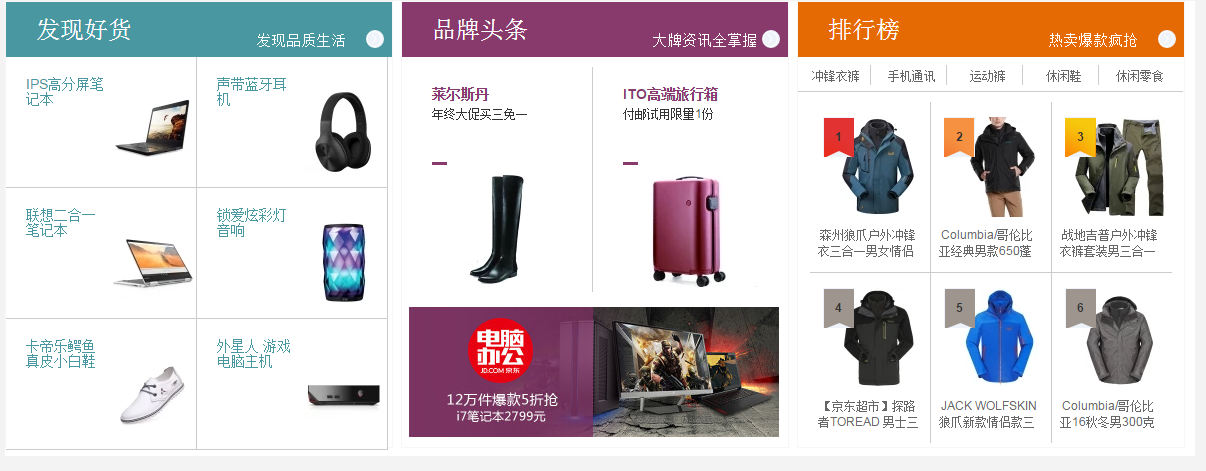 发现好货
发现品质生活
IPS高分屏笔
记本
声带蓝牙耳
机
联想二合一
笔记本
锁爱炫彩灯
音响
卡帝乐鳄鱼
真皮小白鞋
外星人 游戏
电脑主机
品牌头条
大牌资讯全掌握
莱尔斯丹
年终大促买三免一
ITO高端旅行箱
付邮试用限量1份
电脑
办公
JD.COM 京东
12万件爆款5折抢
i7笔记本2799元
排行榜
热卖爆款疯抢
冲锋衣裤
手机通讯
运动裤
休闲鞋
休闲零食
1
森州狼爪户外冲锋
衣三合一男女情侣
2
Columbia/哥伦比
亚经典男款650蓬
3
战地吉普户外冲锋
衣裤套装男三合一
4
【京东超市】探路
者TOREAD 男士三
5
JACK WOLFSKIN
狼爪新款情侣款三
6
Columbia/哥伦比
亚16秋冬男300克